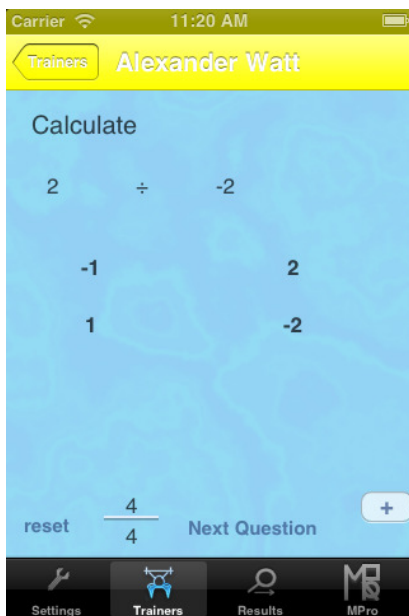 Carrier 11:20 AM
Trainers Alexander Watt
Calculate
2 ÷ -2
-1 2
1 -2
+
4
reset Next Question
4
Settings Trainers Results MPro